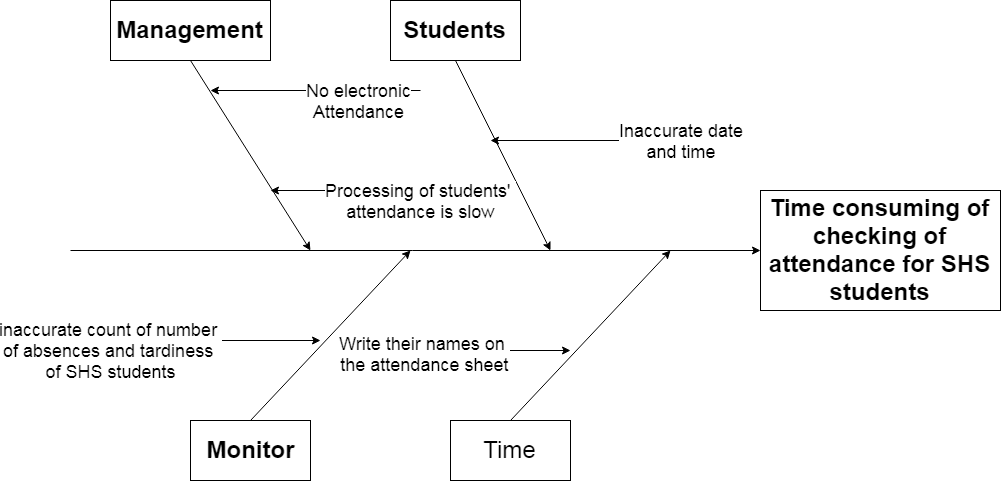 Management
Students
No electronic
Attendance
Inaccurate date
and time
Processing of students'
attendance is slow
Time consuming of
checking of
attendance for SHS
students
inaccurate count of number
of absences and tardiness
of SHS students
Write their names on
the attendance sheet
Monitor
Time